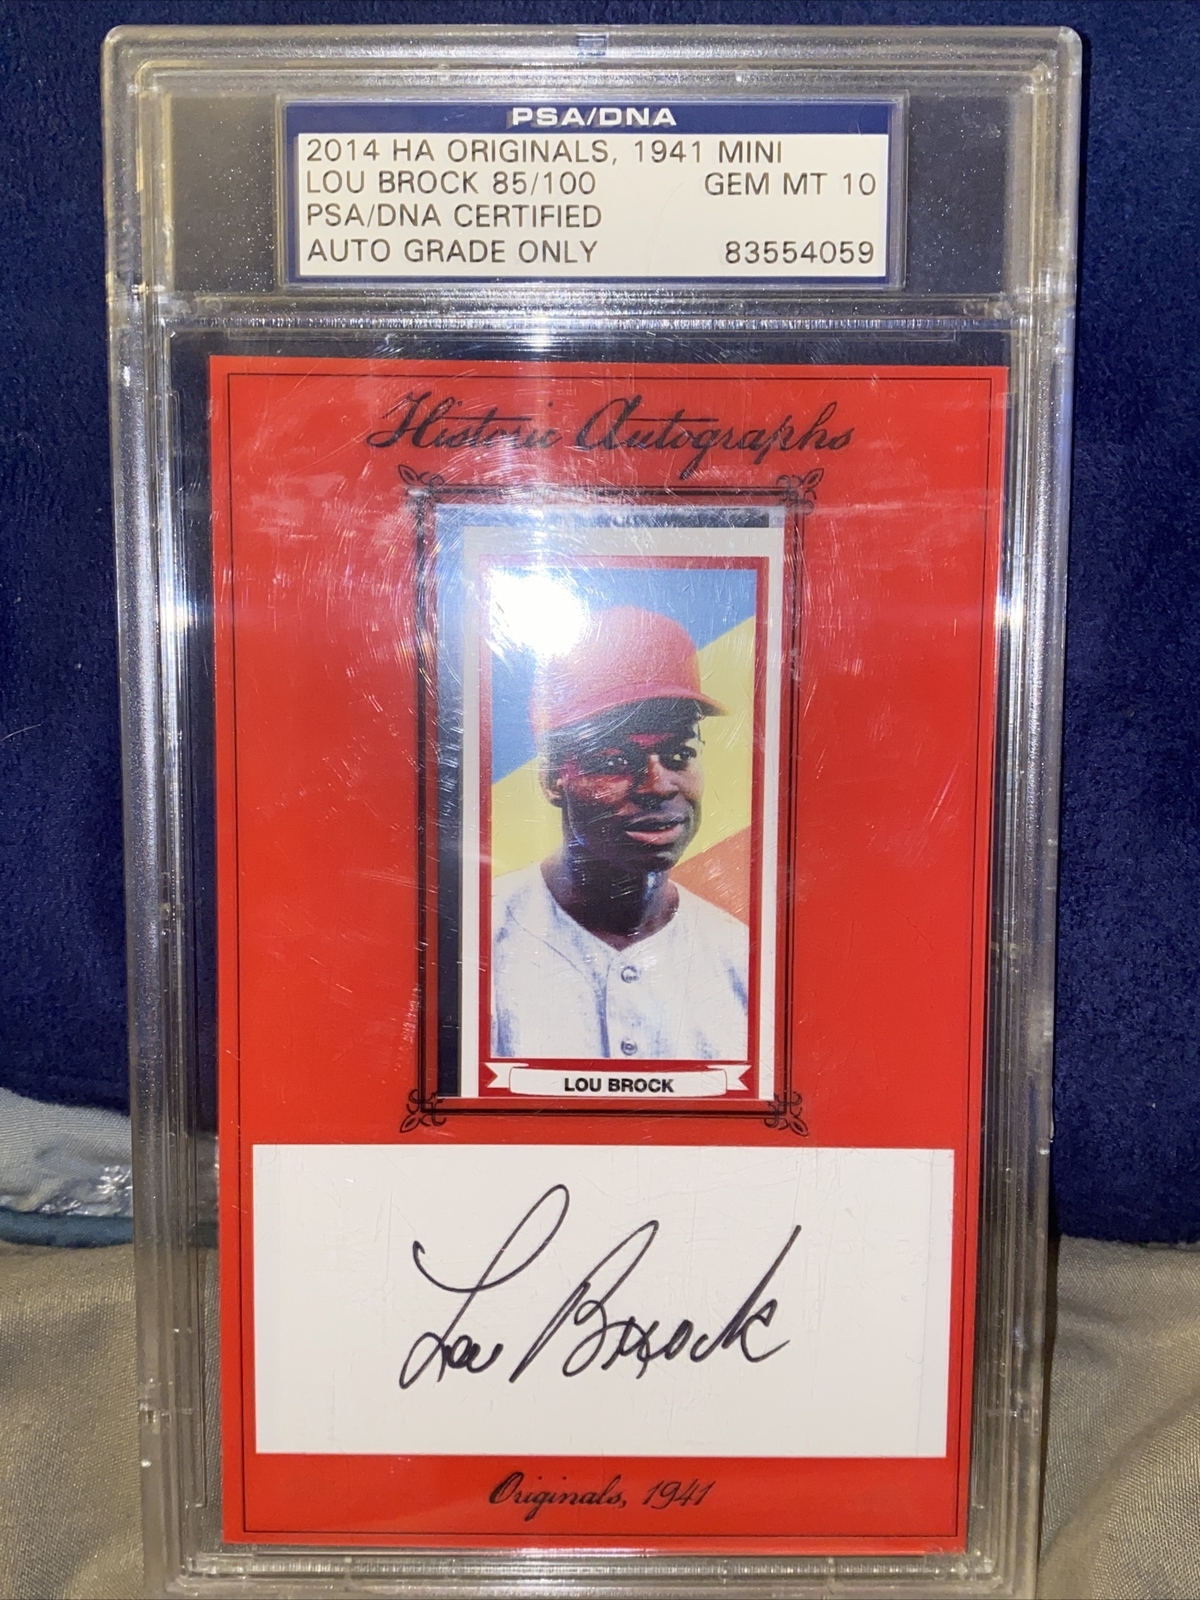 PSA/DNA
2014 HA ORIGINALS, 1941 MINI
LOU BROCK 85/100 GEM MT 10
PSA/DNA CERTIFIED
AUTO GRADE ONLY 83554059
Historic Autographs
LOU BROCK
Lou Brock
Originals, 1941